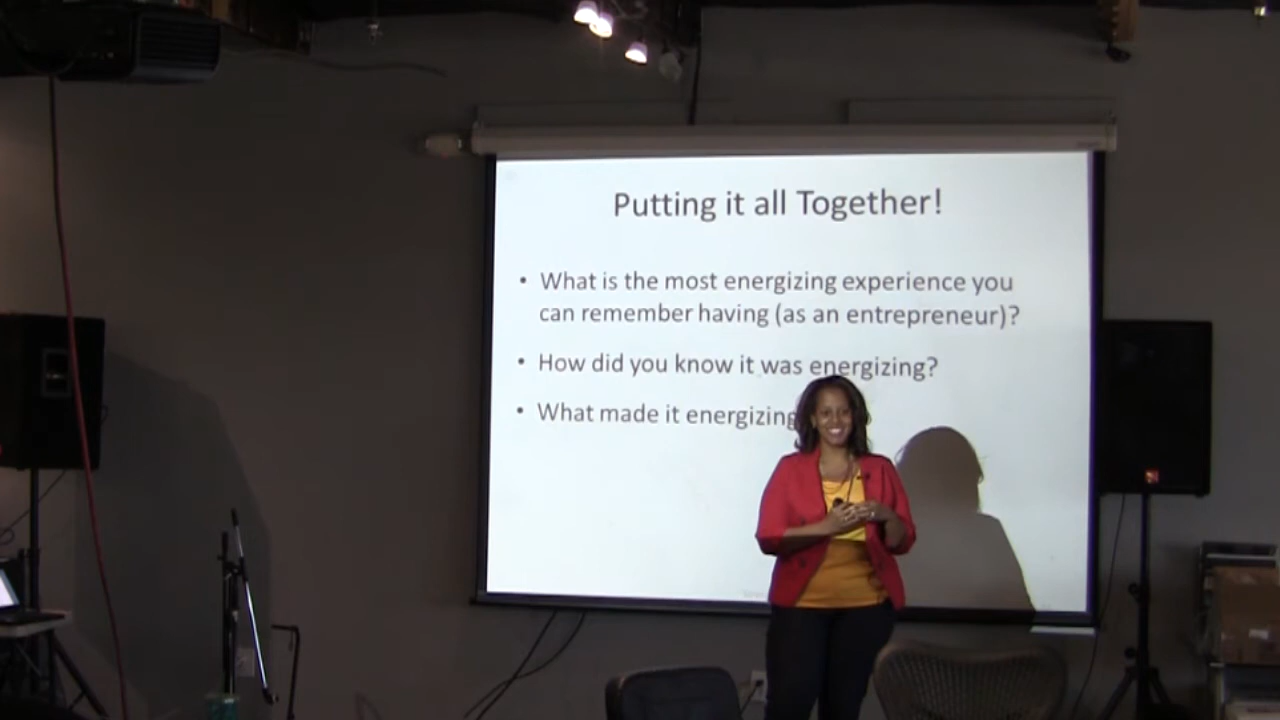 Putting it all Together!
• What is the most energizing experience you
can remember having (as an entrepreneur)?
• How did you know it was energizing?
• What made it energizing